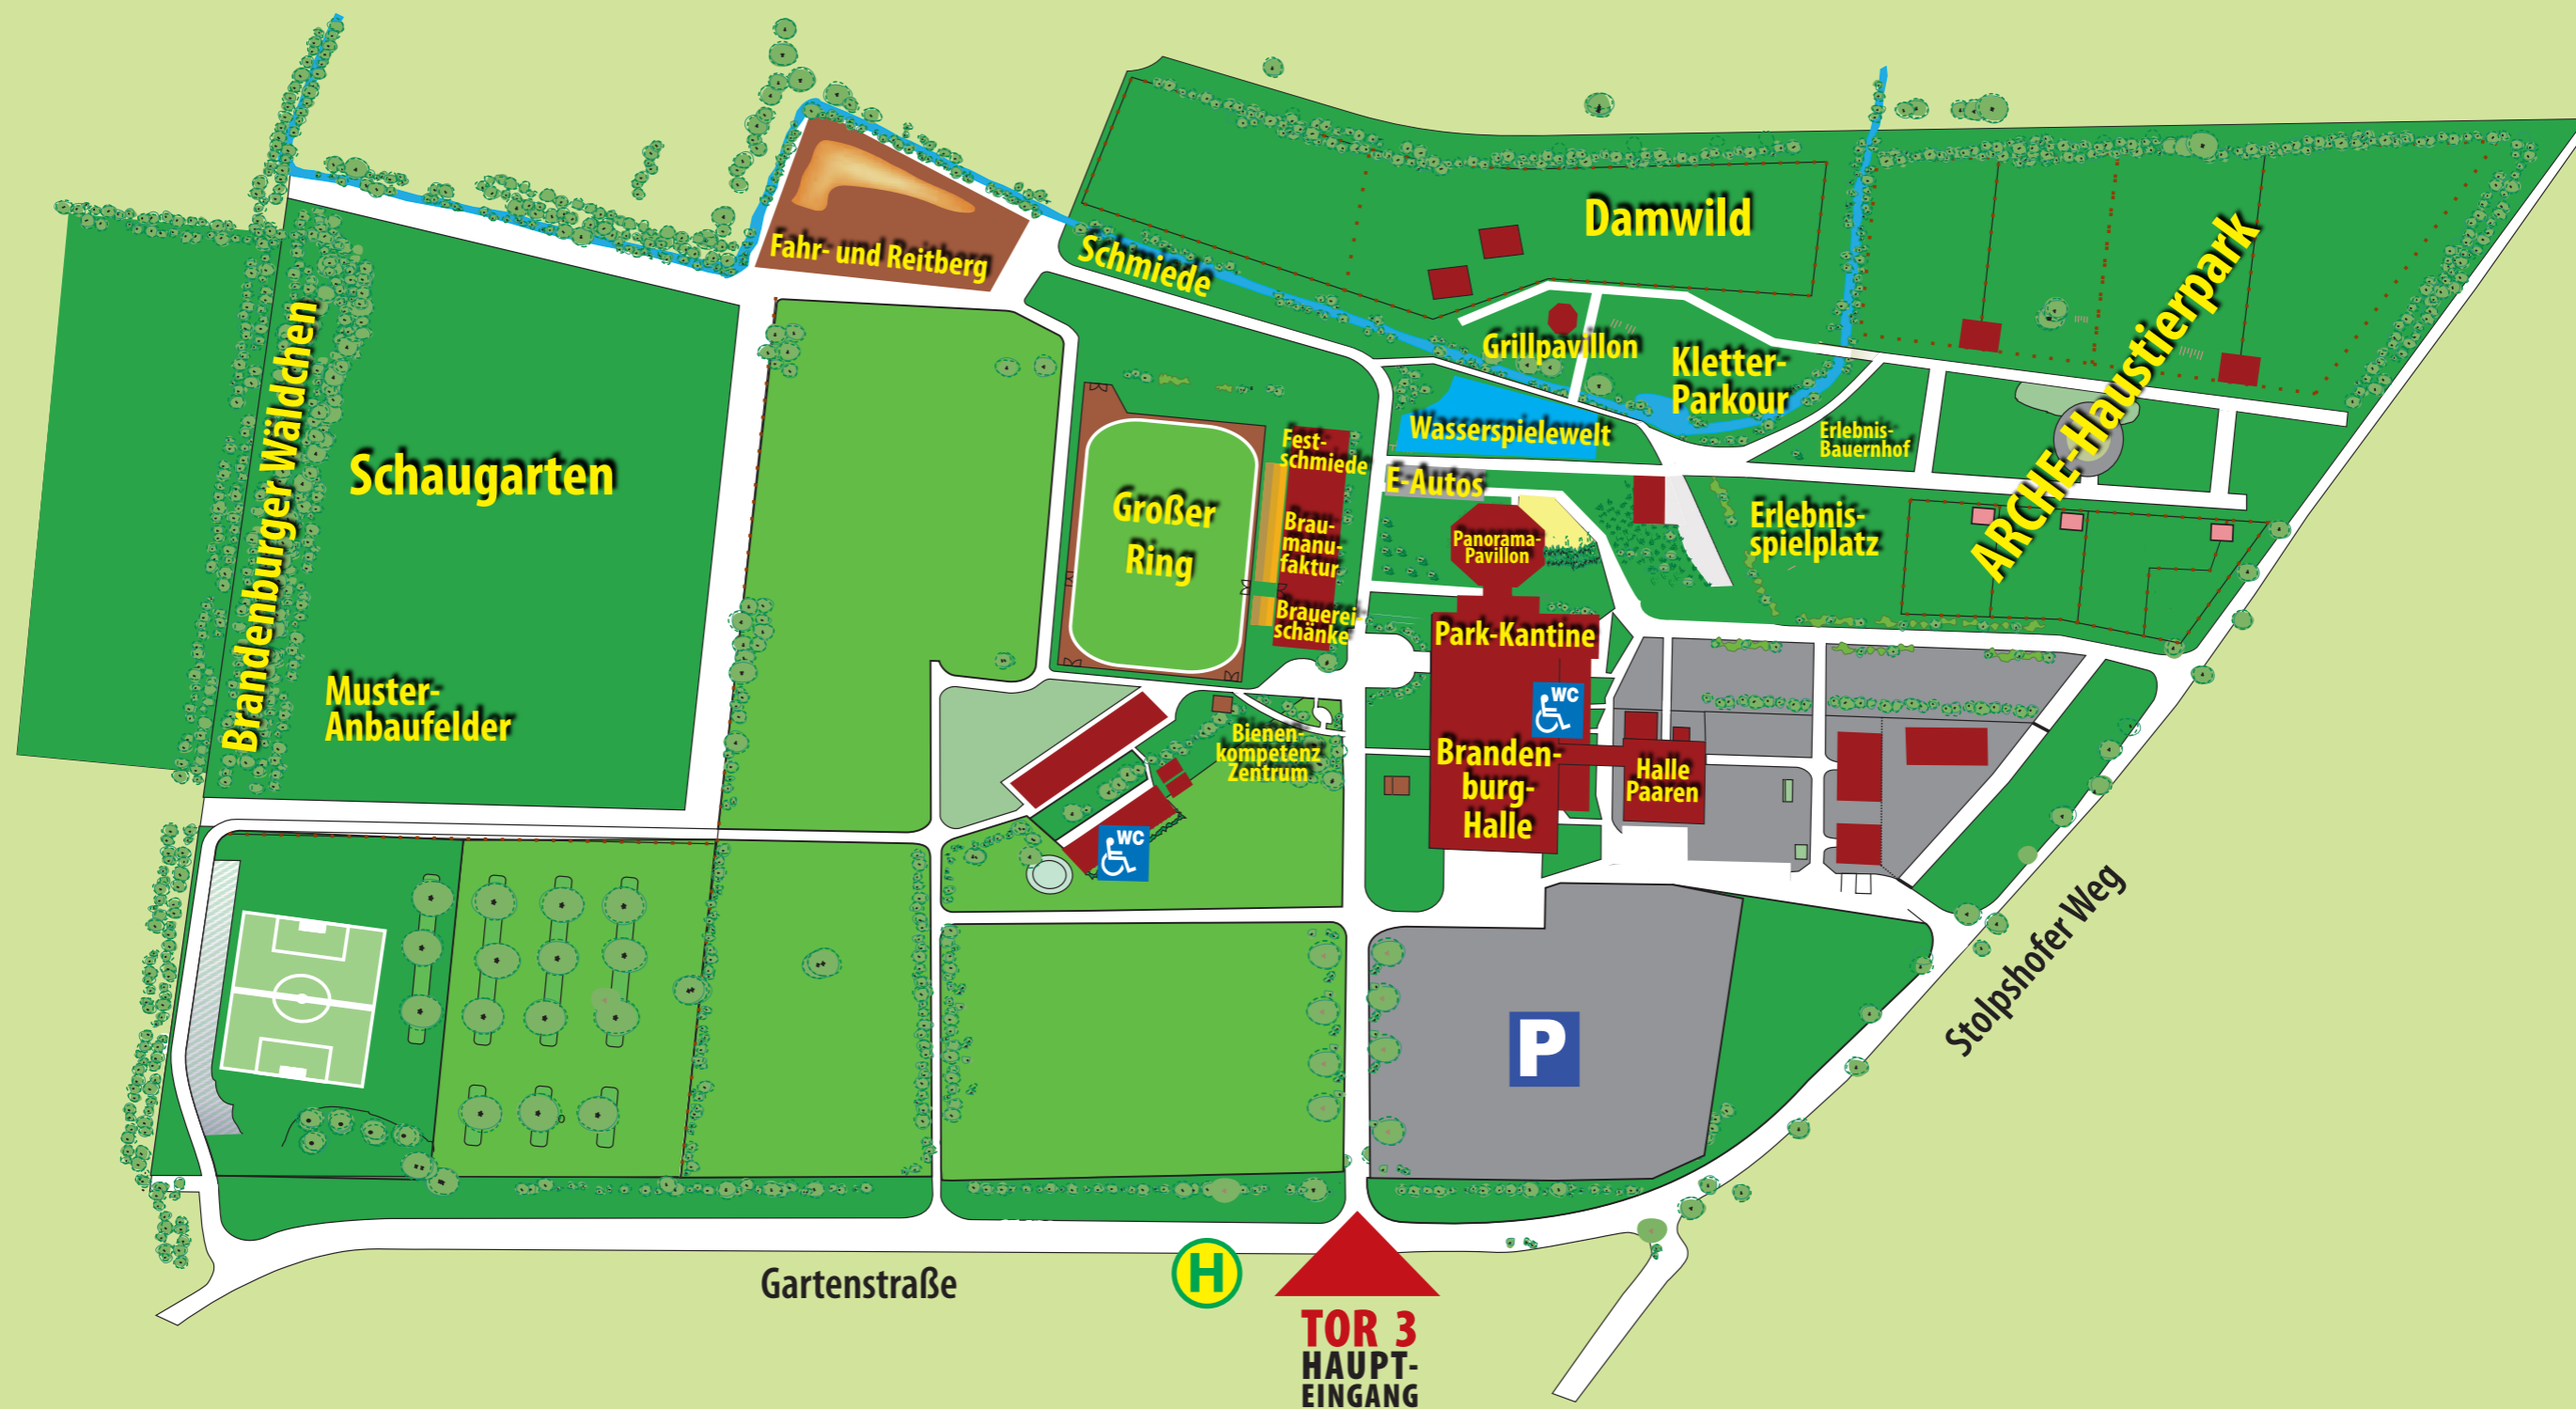 Damwild
Fahr- und Reitberg
Schmiede
ARCHE-Haustierpark
Grillpavillon
Kletter-
Parkour
Wasserspielewelt
Erlebnis-
Bauernhof
Brandenburger Wäldchen
Schaugarten
Fest-
schmiede
E-Autos
Großer
Ring
Brau-
manu-
faktur
Panorama-
Pavillon
Erlebnis-
spielplatz
Brauerei-
schänke
Park-Kantine
Muster-
Anbaufelder
WC
Bienen-
kompetenz
Zentrum
Branden-
burg-
Halle
Halle
Paaren
WC
Stolpshofer Weg
P
Gartenstraße
H
TOR 3
HAUPT-
EINGANG